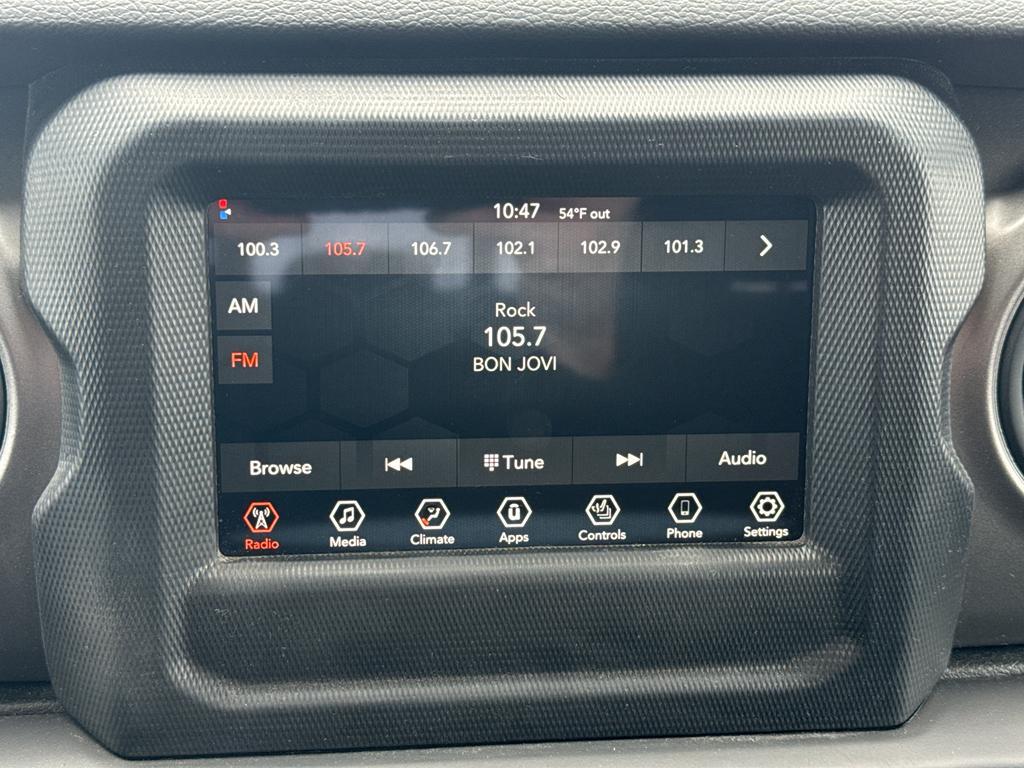 10:47 54°F out
100.3 105.7 106.7 102.1 102.9 101.3
AM
FM
Rock
105.7
BON JOVI
Browse Tune Audio
Radio Media Climate Apps Controls Phone Settings